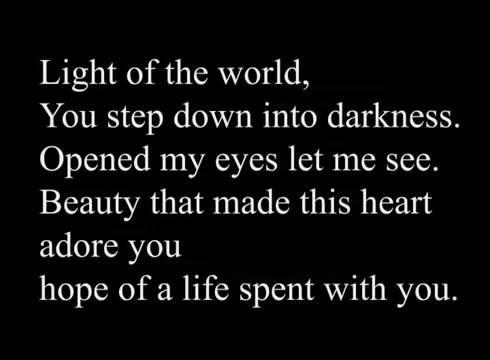 Light of the world,
You step down into darkness.
Opened my eyes let me see.
Beauty that made this heart
adore you
hope of a life spent with you.